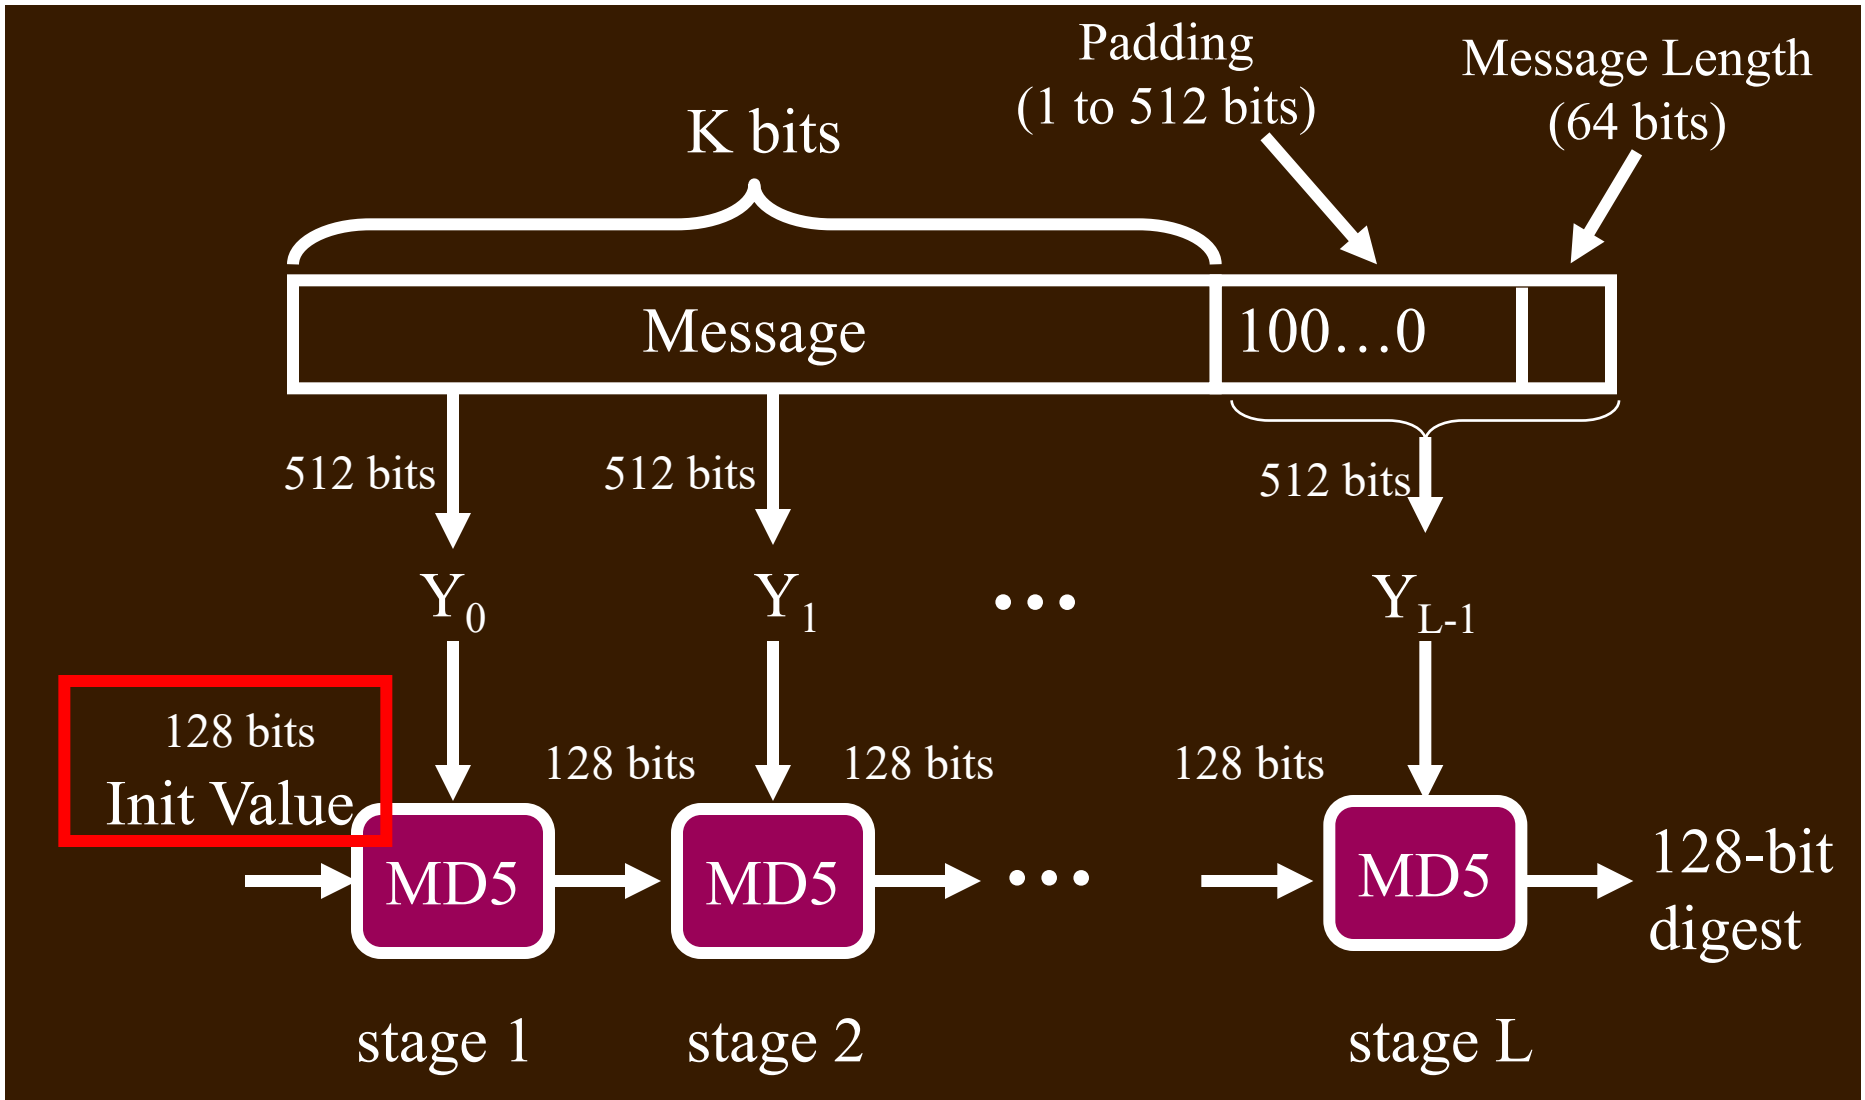 Padding
(1 to 512 bits)
Message Length
(64 bits)
K bits
Message
100…0
512 bits
512 bits
512 bits
Y0
Y1
•••
YL-1
128 bits
Init Value
128 bits
128 bits
128 bits
MD5
MD5
•••
MD5
128-bit
digest
stage 1
stage 2
stage L